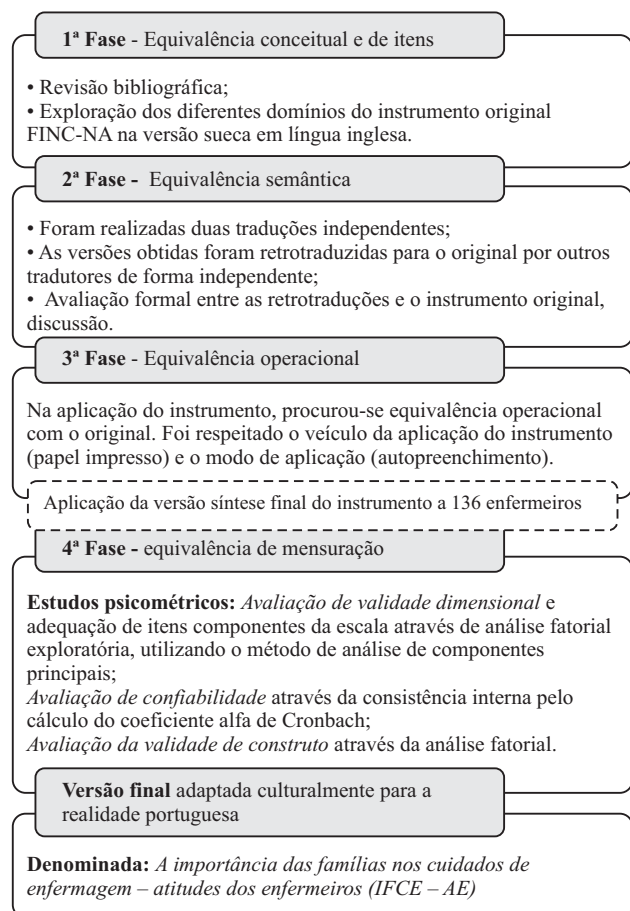 1ª Fase - Equivalência conceitual e de itens
• Revisão bibliográfica;
• Exploração dos diferentes domínios do instrumento original
FINC-NA na versão sueca em língua inglesa.
2ª Fase - Equivalência semântica
• Foram realizadas duas traduções independentes;
• As versões obtidas foram retrotraduzidas para o original por outros
tradutores de forma independente;
• Avaliação formal entre as retrotraduções e o instrumento original,
discussão.
3ª Fase - Equivalência operacional
Na aplicação do instrumento, procurou-se equivalência operacional
com o original. Foi respeitado o veículo da aplicação do instrumento
(papel impresso) e o modo de aplicação (autopreenchimento).
Aplicação da versão síntese final do instrumento a 136 enfermeiros
4ª Fase - equivalência de mensuração
Estudos psicométricos: Avaliação de validade dimensional e
adequação de itens componentes da escala através de análise fatorial
exploratória, utilizando o método de análise de componentes
principais;
Avaliação de confiabilidade através da consistência interna pelo
cálculo do coeficiente alfa de Cronbach;
Avaliação da validade de construto através da análise fatorial.
Versão final adaptada culturalmente para a
realidade portuguesa
Denominada: A importância das famílias nos cuidados de
enfermagem – atitudes dos enfermeiros (IFCE – AE)